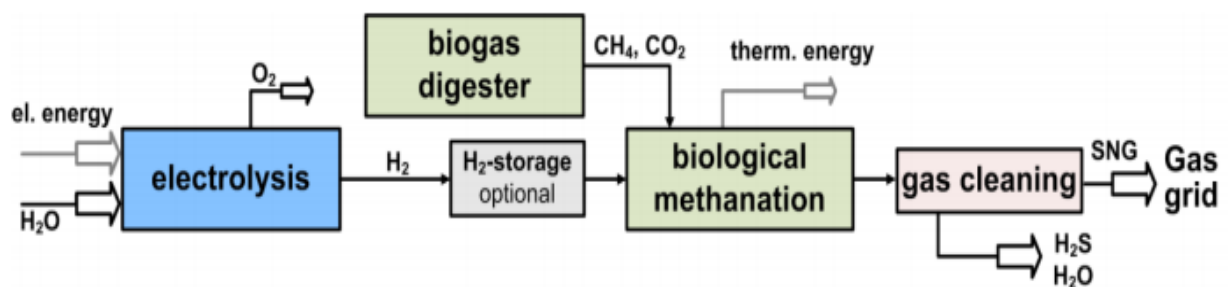 biogas
digester
CH₄, CO₂
therm. energy
O₂
el. energy
electrolysis
H₂O
H₂
H₂-storage
optional
biological
methanation
gas cleaning
SNG
Gas
grid
H₂S
H₂O